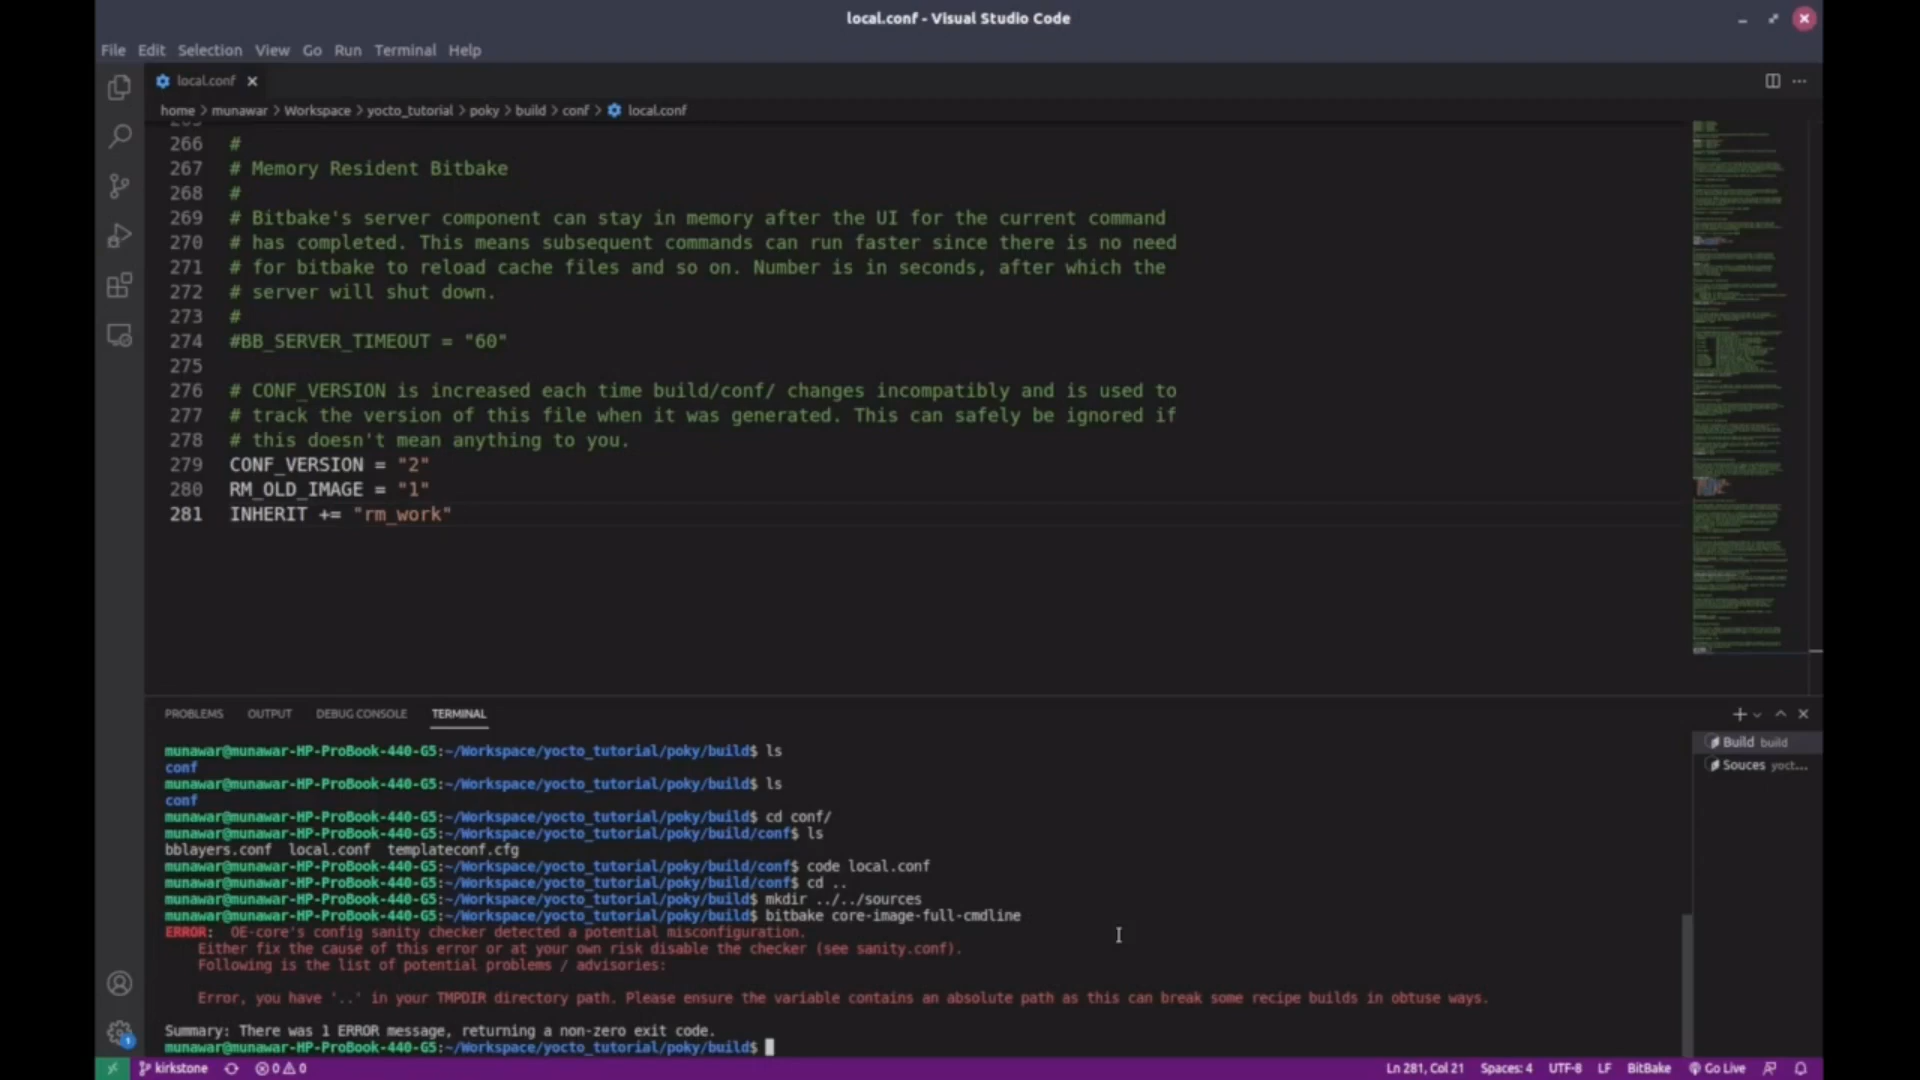 local.conf - Visual Studio Code
File Edit Selection View Go Run Terminal Help
local.conf
home > munawar > Workspace > yocto_tutorial > poky > build > conf > local.conf
266 #
267 # Memory Resident Bitbake
268 #
269 # Bitbake's server component can stay in memory after the UI for the current command
270 # has completed. This means subsequent commands can run faster since there is no need
271 # for bitbake to reload cache files and so on. Number is in seconds, after which the
272 # server will shut down.
273 #
274 #BB_SERVER_TIMEOUT = "60"
275
276 # CONF_VERSION is increased each time build/conf/ changes incompatibly and is used to
277 # track the version of this file when it was generated. This can safely be ignored if
278 # this doesn't mean anything to you.
279 CONF_VERSION = "2"
280 RM_OLD_IMAGE = "1"
281 INHERIT += "rm_work"
PROBLEMS OUTPUT DEBUG CONSOLE TERMINAL
Build build
Souces yoct...
munawar@munawar-HP-ProBook-440-G5:~/Workspace/yocto_tutorial/poky/build$ ls
conf
munawar@munawar-HP-ProBook-440-G5:~/Workspace/yocto_tutorial/poky/build$ ls
conf
munawar@munawar-HP-ProBook-440-G5:~/Workspace/yocto_tutorial/poky/build$ cd conf/
munawar@munawar-HP-ProBook-440-G5:~/Workspace/yocto_tutorial/poky/build/conf$ ls
bblayers.conf local.conf templateconf.cfg
munawar@munawar-HP-ProBook-440-G5:~/Workspace/yocto_tutorial/poky/build/conf$ code local.conf
munawar@munawar-HP-ProBook-440-G5:~/Workspace/yocto_tutorial/poky/build/conf$ cd ..
munawar@munawar-HP-ProBook-440-G5:~/Workspace/yocto_tutorial/poky/build$ mkdir ../../sources
munawar@munawar-HP-ProBook-440-G5:~/Workspace/yocto_tutorial/poky/build$ bitbake core-image-full-cmdline
ERROR: OE-core's config sanity checker detected a potential misconfiguration.
Either fix the cause of this error or at your own risk disable the checker (see sanity.conf).
Following is the list of potential problems / advisories:
Error, you have '..' in your TMPDIR directory path. Please ensure the variable contains an absolute path as this can break some recipe builds in obtuse ways.
Summary: There was 1 ERROR message, returning a non-zero exit code.
munawar@munawar-HP-ProBook-440-G5:~/Workspace/yocto_tutorial/poky/build$
1
kirkstone 0 0 Ln 281, Col 21 Spaces: 4 UTF-8 LF BitBake Go Live